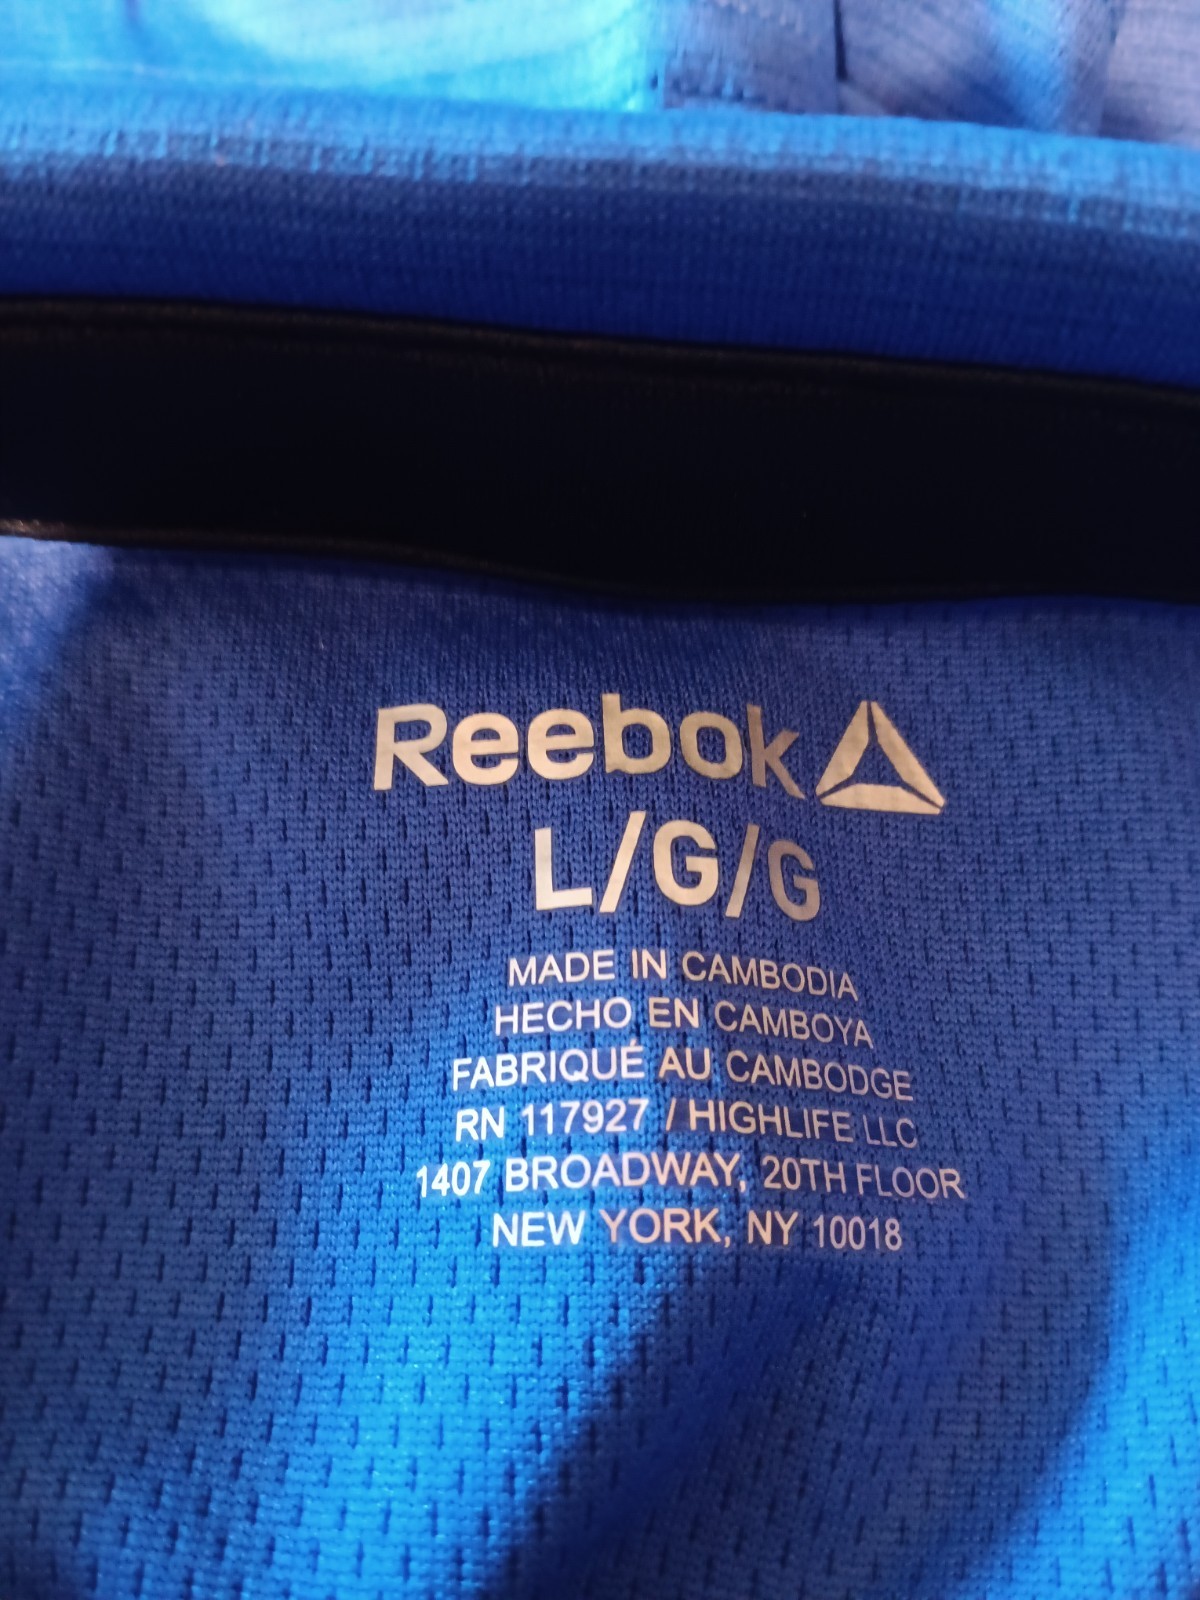 Reebok
L/G/G
MADE IN CAMBODIA
HECHO EN CAMBOYA
FABRIQUÉ AU CAMBODGE
RN 117927 / HIGHLIFE LLC
1407 BROADWAY, 20TH FLOOR
NEW YORK, NY 10018